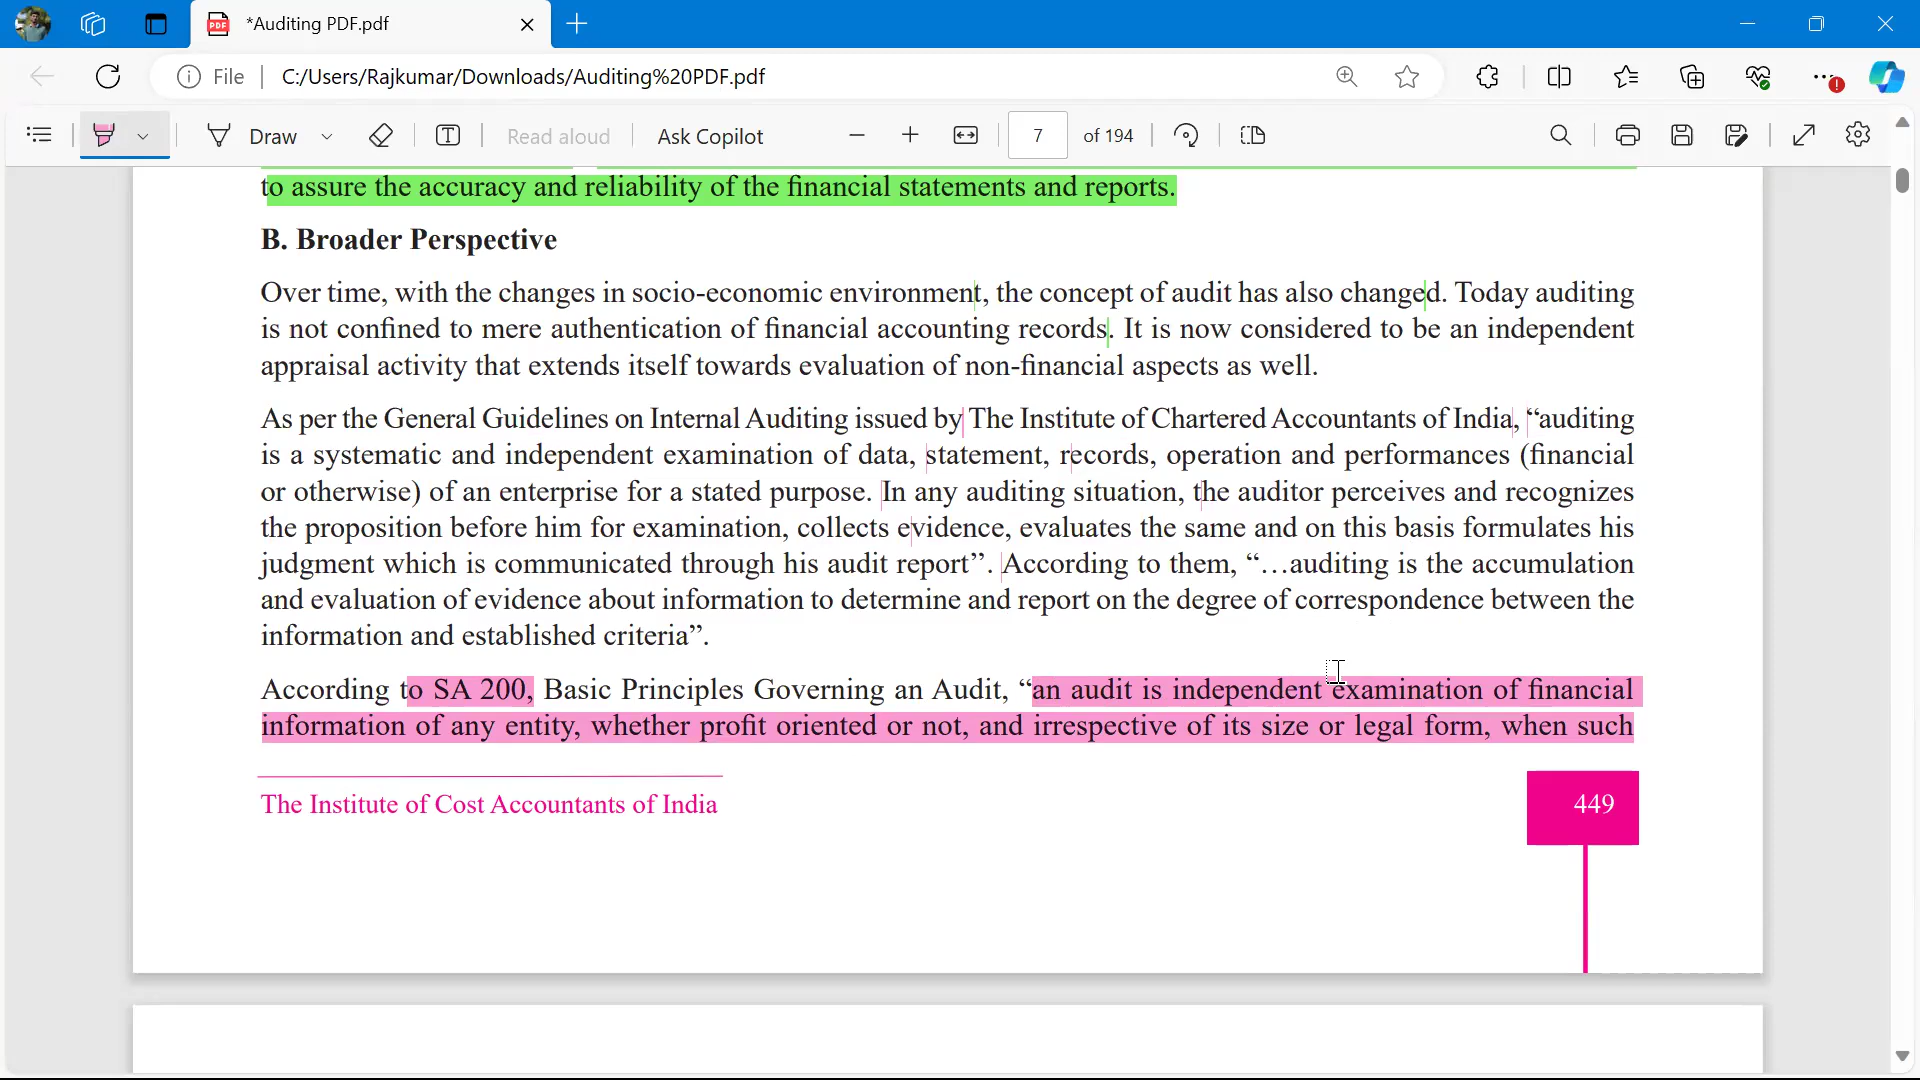 *Auditing PDF.pdf
File
C:/Users/Rajkumar/Downloads/Auditing%20PDF.pdf
Draw
Read aloud
Ask Copilot
7
of 194
to assure the accuracy and reliability of the financial statements and reports.
B. Broader Perspective
Over time, with the changes in socio-economic environment, the concept of audit has also changed. Today auditing
is not confined to mere authentication of financial accounting records. It is now considered to be an independent
appraisal activity that extends itself towards evaluation of non-financial aspects as well.
As per the General Guidelines on Internal Auditing issued by The Institute of Chartered Accountants of India, “auditing
is a systematic and independent examination of data, statement, records, operation and performances (financial
or otherwise) of an enterprise for a stated purpose. In any auditing situation, the auditor perceives and recognizes
the proposition before him for examination, collects evidence, evaluates the same and on this basis formulates his
judgment which is communicated through his audit report”. According to them, “…auditing is the accumulation
and evaluation of evidence about information to determine and report on the degree of correspondence between the
information and established criteria”.
According to SA 200, Basic Principles Governing an Audit, “an audit is independent examination of financial
information of any entity, whether profit oriented or not, and irrespective of its size or legal form, when such
The Institute of Cost Accountants of India
449